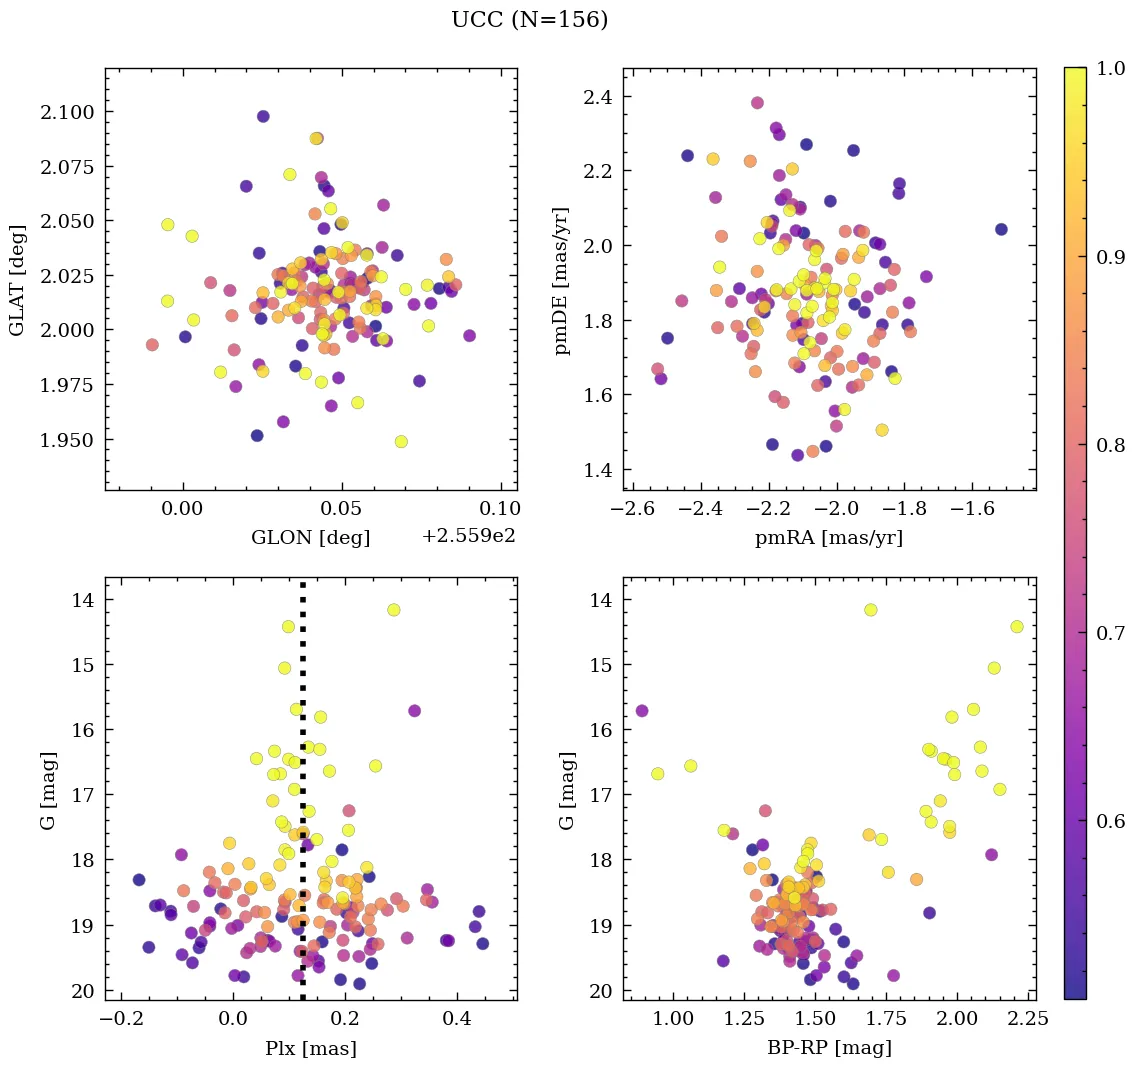 UCC (N=156)
2.100
2.075
2.050
2.025
2.000
1.975
1.950
GLAT [deg]
0.00 0.05 0.10
GLON [deg]
+2.559e2
2.4
2.2
2.0
1.8
1.6
1.4
pmDE [mas/yr]
−2.6 −2.4 −2.2 −2.0 −1.8 −1.6
pmRA [mas/yr]
1.0
0.9
0.8
0.7
0.6
14
15
16
17
18
19
20
G [mag]
−0.2 0.0 0.2 0.4
Plx [mas]
14
15
16
17
18
19
20
G [mag]
1.00 1.25 1.50 1.75 2.00 2.25
BP-RP [mag]